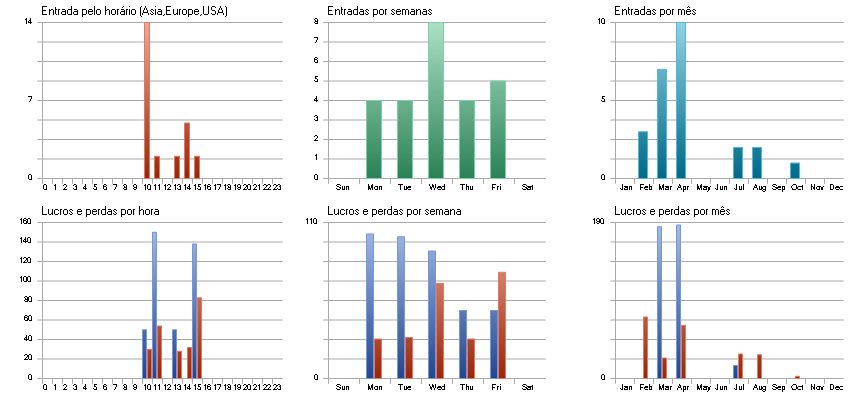 Entrada pelo horário (Asia,Europe,USA)
14
7
0
0 1 2 3 4 5 6 7 8 9 10 11 12 13 14 15 16 17 18 19 20 21 22 23
Entradas por semanas
8
7
6
5
4
3
2
1
0
Sun Mon Tue Wed Thu Fri Sat
Entradas por mês
10
5
0
Jan Feb Mar Apr May Jun Jul Aug Sep Oct Nov Dec
Lucros e perdas por hora
160
140
120
100
80
60
40
20
0
0 1 2 3 4 5 6 7 8 9 10 11 12 13 14 15 16 17 18 19 20 21 22 23
Lucros e perdas por semana
110
0
Sun Mon Tue Wed Thu Fri Sat
Lucros e perdas por mês
190
0
Jan Feb Mar Apr May Jun Jul Aug Sep Oct Nov Dec